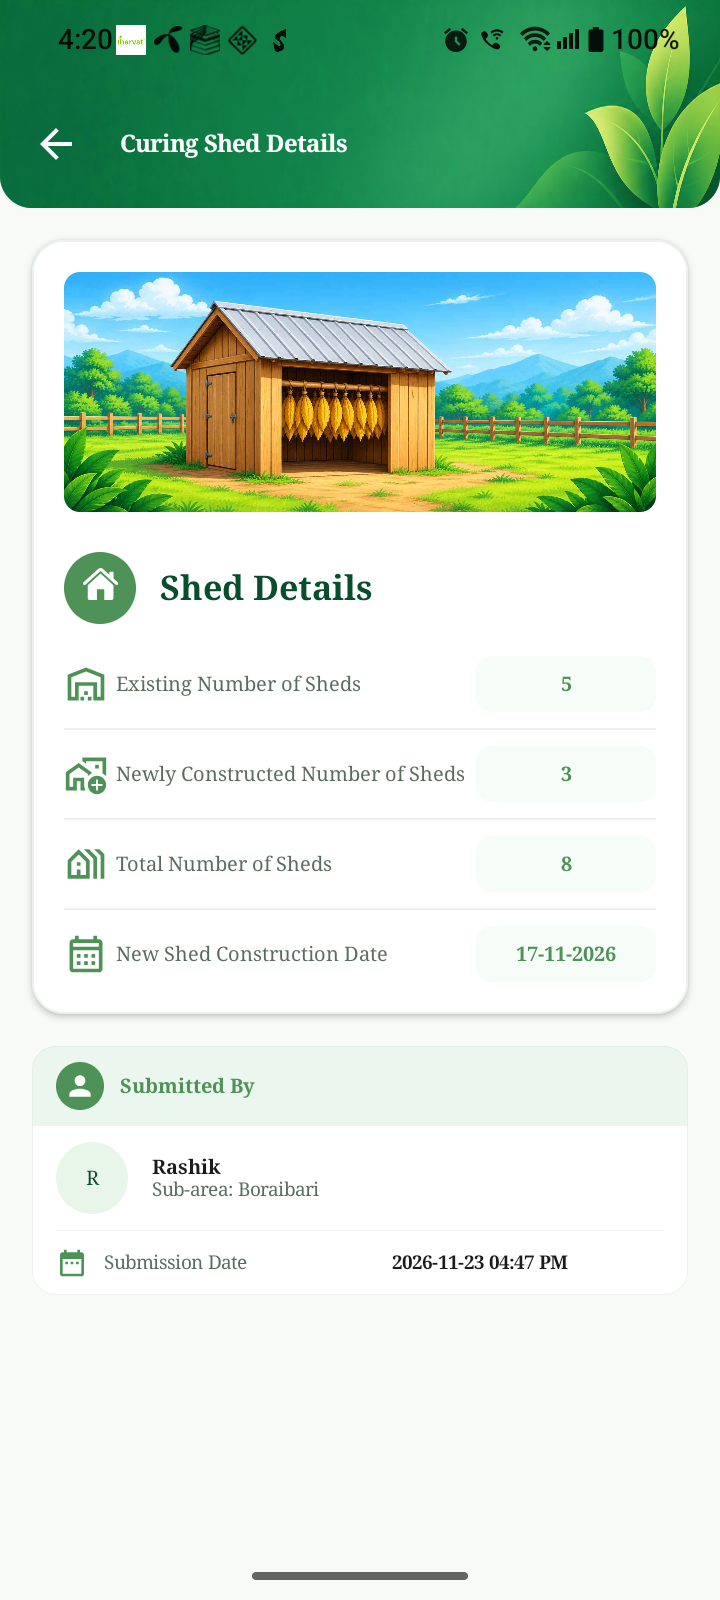 4:20
100%
Curing Shed Details
Shed Details
Existing Number of Sheds 5
Newly Constructed Number of Sheds 3
Total Number of Sheds 8
New Shed Construction Date 17-11-2026
Submitted By
R
Rashik
Sub-area: Boraibari
Submission Date 2026-11-23 04:47 PM